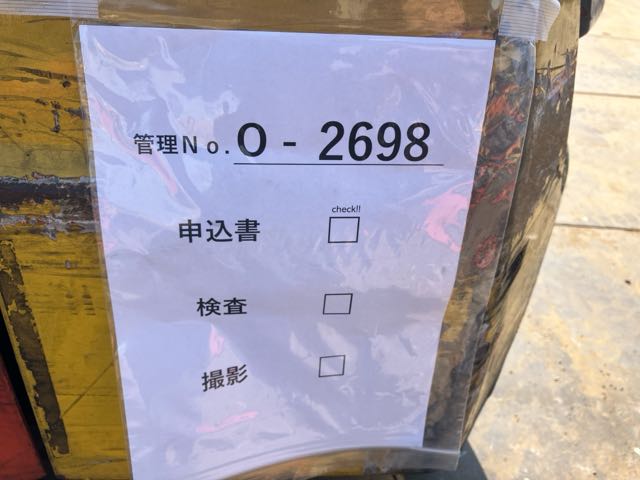 管理No. O - 2698
check!!
申込書 □
検査 □
撮影 □